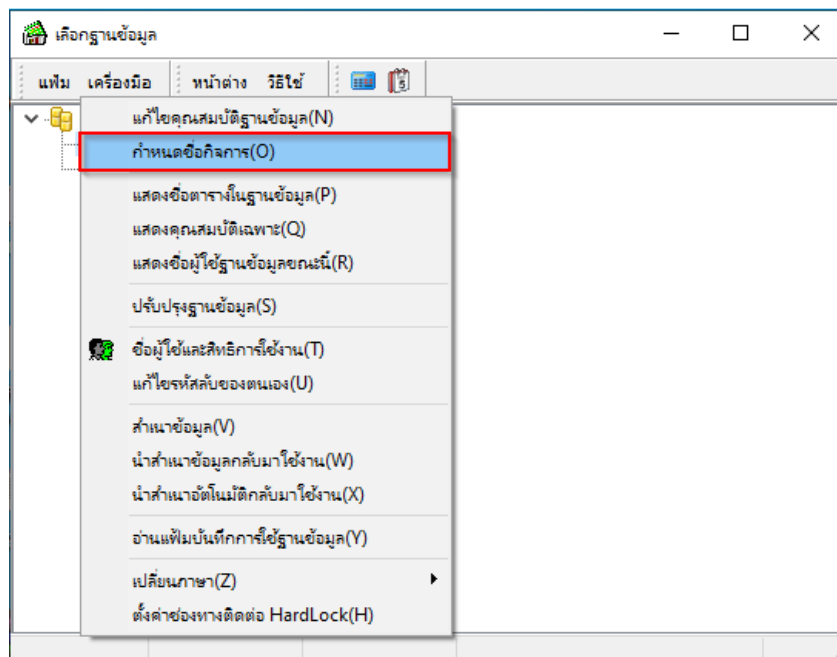 เลือกฐานข้อมูล
แฟ้ม เครื่องมือ หน้าต่าง วิธีใช้ 5
แก้ไขคุณสมบัติฐานข้อมูล(N)
กำหนดชื่อกิจการ(O)
แสดงชื่อตารางในฐานข้อมูล(P)
แสดงคุณสมบัติเฉพาะ(Q)
แสดงชื่อผู้ใช้ฐานข้อมูลขณะนี้(R)
ปรับปรุงฐานข้อมูล(S)
ชื่อผู้ใช้และสิทธิการใช้งาน(T)
แก้ไขรหัสลับของตนเอง(U)
สำเนาข้อมูล(V)
นำสำเนาข้อมูลกลับมาใช้งาน(W)
นำสำเนาอัตโนมัติกลับมาใช้งาน(X)
อ่านแฟ้มบันทึกการใช้ฐานข้อมูล(Y)
เปลี่ยนภาษา(Z)
ตั้งค่าช่องทางติดต่อ HardLock(H)